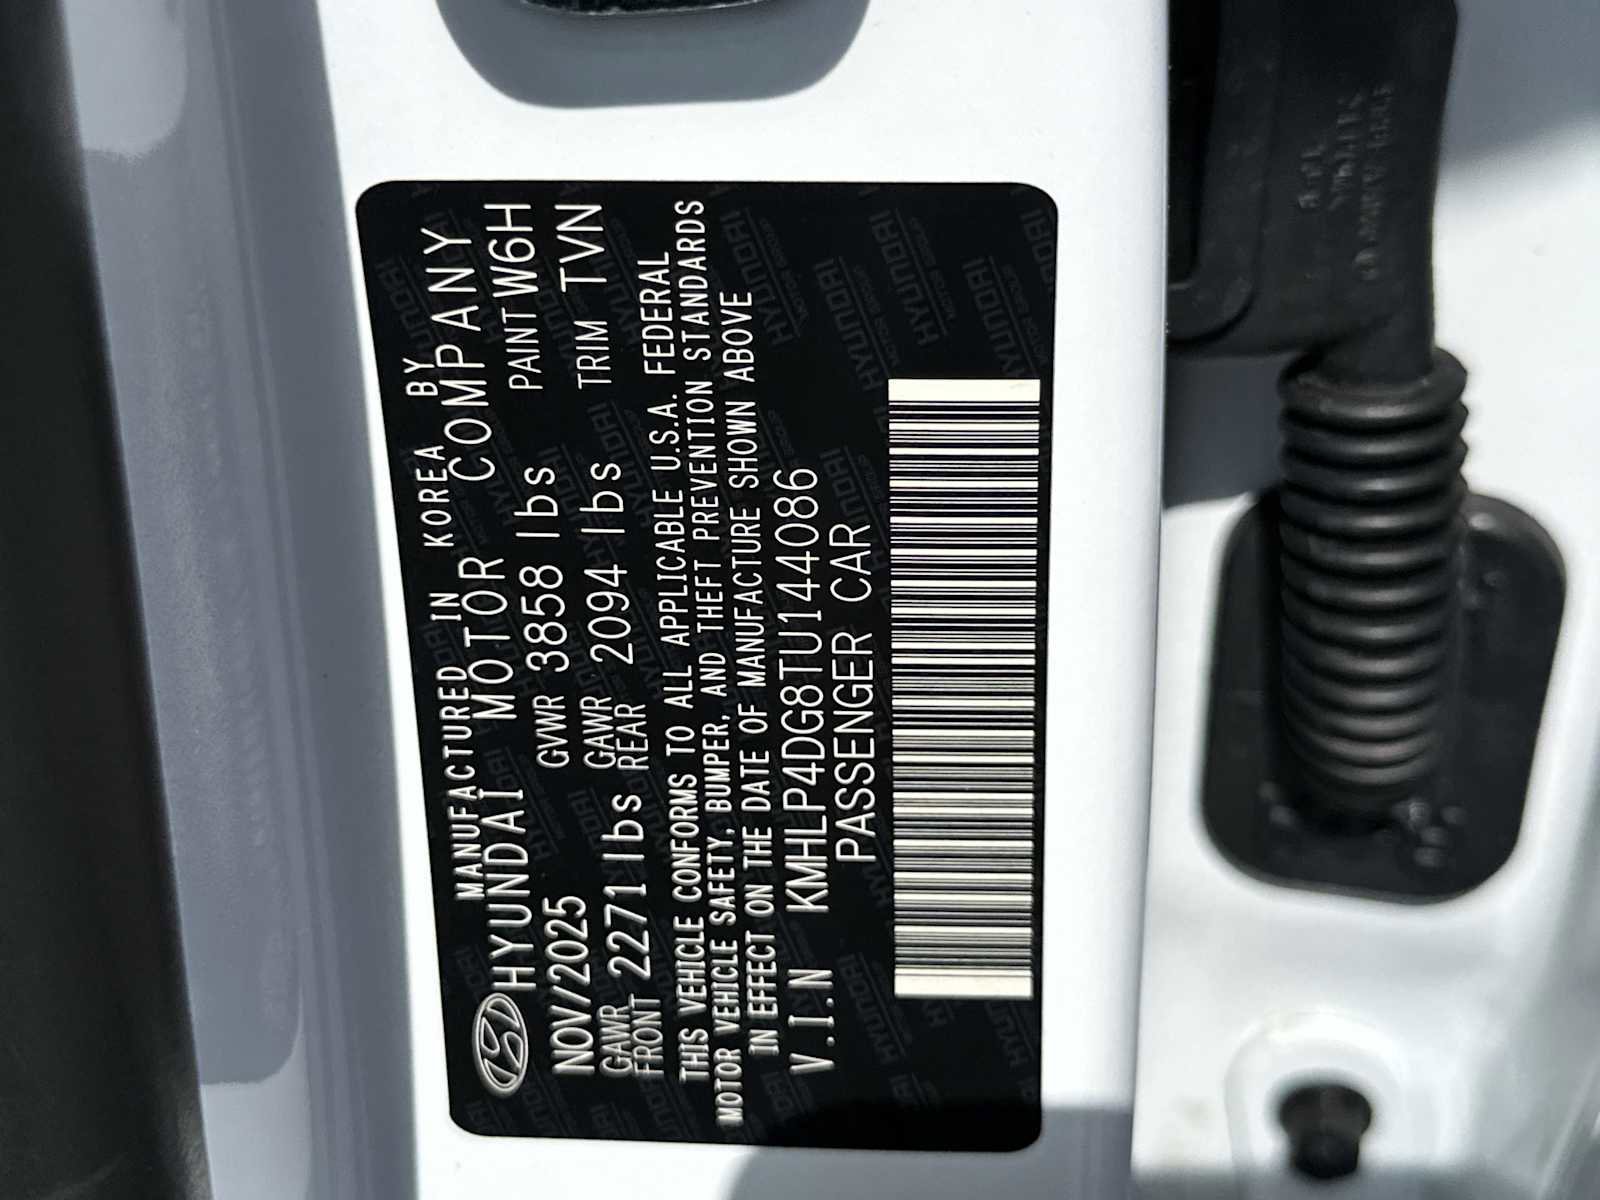 MANUFACTURED IN KOREA BY
HYUNDAI MOTOR COMPANY
NOV/2025 GVWR 3858 lbs PAINT W6H
GAWR FRONT 2271 lbs GAWR REAR 2094 lbs TRIM TVN
THIS VEHICLE CONFORMS TO ALL APPLICABLE U.S.A. FEDERAL
MOTOR VEHICLE SAFETY, BUMPER, AND THEFT PREVENTION STANDARDS
IN EFFECT ON THE DATE OF MANUFACTURE SHOWN ABOVE
V.I.N KMHLP4DG8TU144086
PASSENGER CAR